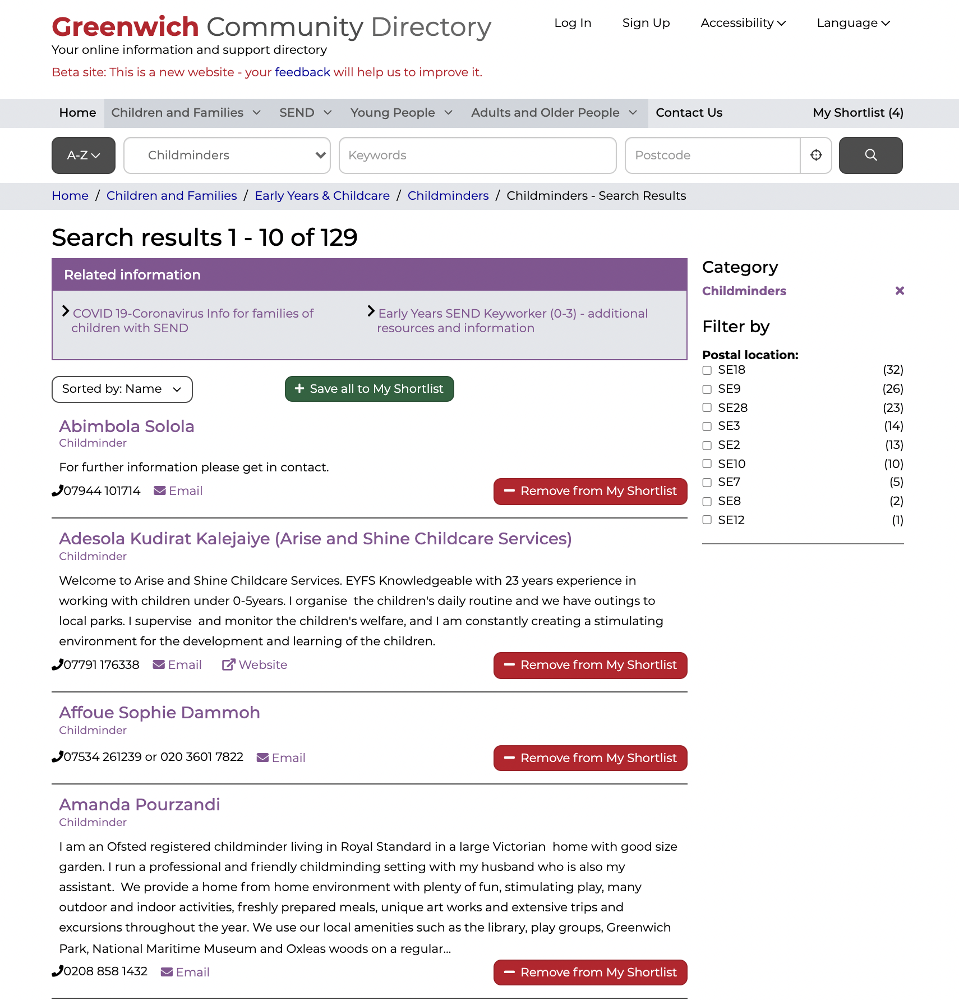 Greenwich Community Directory
Your online information and support directory
Beta site: This is a new website - your feedback will help us to improve it.
Log In
Sign Up
Accessibility
Language
Home
Children and Families
SEND
Young People
Adults and Older People
Contact Us
My Shortlist (4)
A-Z
Childminders
Keywords
Postcode
Home / Children and Families / Early Years & Childcare / Childminders / Childminders - Search Results
Search results 1 - 10 of 129
Related information
COVID 19-Coronavirus Info for families of
children with SEND
Early Years SEND Keyworker (0-3) - additional
resources and information
Sorted by: Name
Save all to My Shortlist
Abimbola Solola
Childminder
For further information please get in contact.
07944 101714 Email
Remove from My Shortlist
Adesola Kudirat Kalejaiye (Arise and Shine Childcare Services)
Childminder
Welcome to Arise and Shine Childcare Services. EYFS Knowledgeable with 23 years experience in
working with children under 0-5years. I organise  the children's daily routine and we have outings to
local parks. I supervise  and monitor the children's welfare, and I am constantly creating a stimulating
environment for the development and learning of the children.
07791 176338 Email Website
Remove from My Shortlist
Affoue Sophie Dammoh
Childminder
07534 261239 or 020 3601 7822 Email
Remove from My Shortlist
Amanda Pourzandi
Childminder
I am an Ofsted registered childminder living in Royal Standard in a large Victorian  home with good size
garden. I run a professional and friendly childminding setting with my husband who is also my
assistant.  We provide a home from home environment with plenty of fun, stimulating play, many
outdoor and indoor activities, freshly prepared meals, unique art works and extensive trips and
excursions throughout the year. We use our local amenities such as the library, play groups, Greenwich
Park, National Maritime Museum and Oxleas woods on a regular...
0208 858 1432 Email
Remove from My Shortlist
Category
Childminders
Filter by
Postal location:
SE18 (32)
SE9 (26)
SE28 (23)
SE3 (14)
SE2 (13)
SE10 (10)
SE7 (5)
SE8 (2)
SE12 (1)